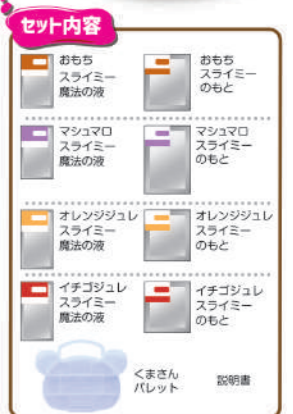 セット内容
おもち
スライミー
魔法の液
おもち
スライミー
のもと
マシュマロ
スライミー
魔法の液
マシュマロ
スライミー
のもと
オレンジジュレ
スライミー
魔法の液
オレンジジュレ
スライミー
のもと
イチゴジュレ
スライミー
魔法の液
イチゴジュレ
スライミー
のもと
くまさん
パレット
説明書